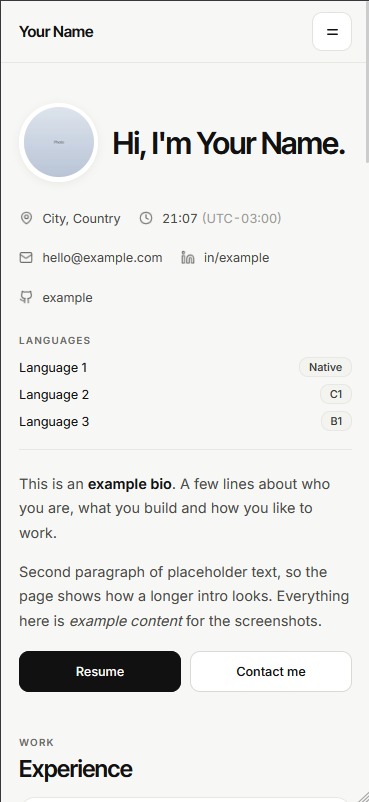 Your Name
Photo
Hi, I'm Your Name.
City, Country 21:07 (UTC-03:00)
hello@example.com in/example
example
LANGUAGES
Language 1 Native
Language 2 C1
Language 3 B1
This is an example bio. A few lines about who
you are, what you build and how you like to
work.
Second paragraph of placeholder text, so the
page shows how a longer intro looks. Everything
here is example content for the screenshots.
Resume Contact me
WORK
Experience